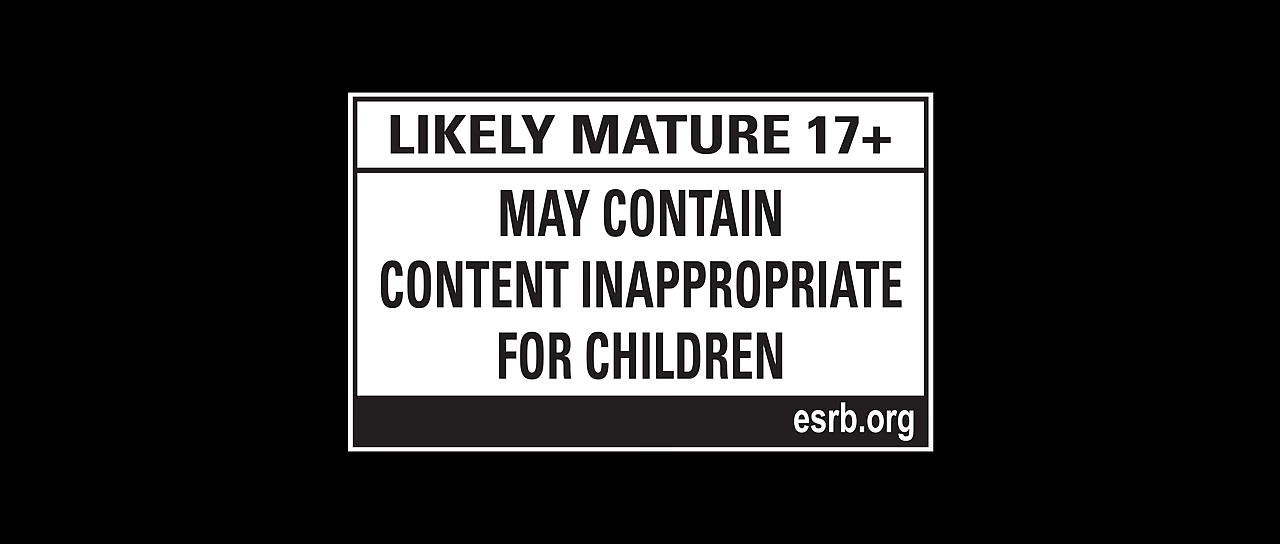 LIKELY MATURE 17+
MAY CONTAIN
CONTENT INAPPROPRIATE
FOR CHILDREN
esrb.org